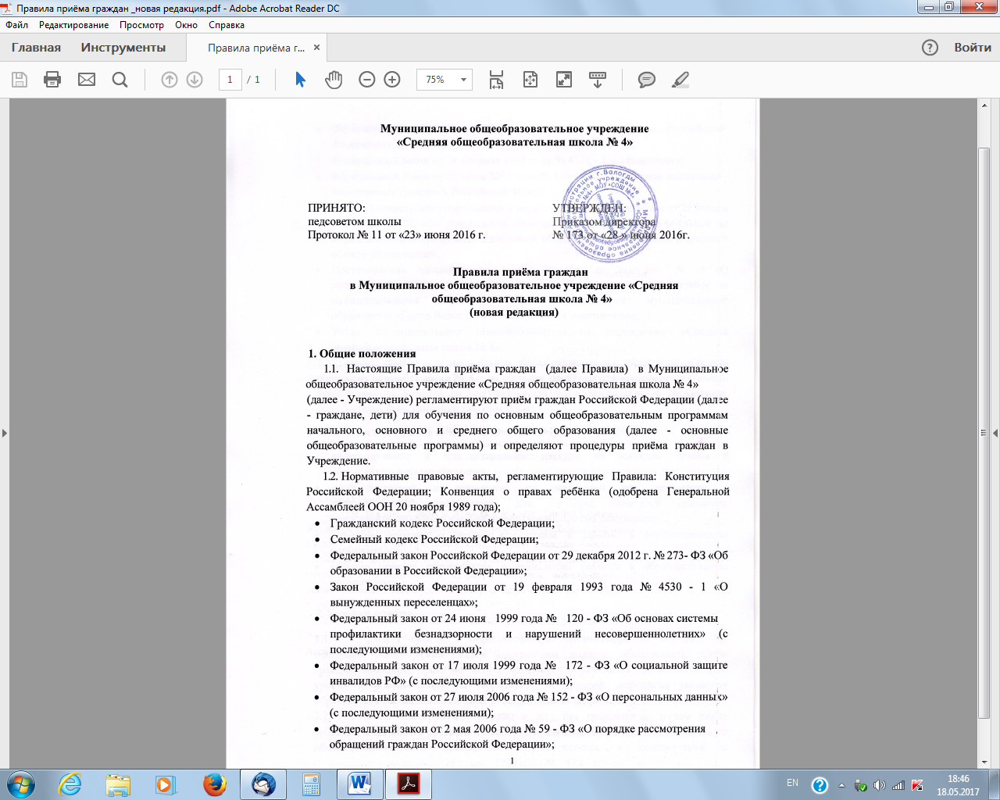 Правила приёма граждан _новая редакция.pdf - Adobe Acrobat Reader DC
Файл Редактирование Просмотр Окно Справка
Главная Инструменты Правила приёма г... × Войти
1 / 1 75%
Муниципальное общеобразовательное учреждение
«Средняя общеобразовательная школа № 4»
ПРИНЯТО: УТВЕРЖДЕН:
педсоветом школы Приказом директора
Протокол № 11 от «23» июня 2016 г. № 173 от «28 » июня 2016г.
Правила приёма граждан
в Муниципальное общеобразовательное учреждение «Средняя
общеобразовательная школа № 4»
(новая редакция)
1. Общие положения
1.1. Настоящие Правила приёма граждан (далее Правила) в Муниципальное
общеобразовательное учреждение «Средняя общеобразовательная школа № 4»
(далее - Учреждение) регламентируют приём граждан Российской Федерации (далее
- граждане, дети) для обучения по основным общеобразовательным программам
начального, основного и среднего общего образования (далее - основные
общеобразовательные программы) и определяют процедуры приёма граждан в
Учреждение.
1.2. Нормативные правовые акты, регламентирующие Правила: Конституция
Российской Федерации; Конвенция о правах ребёнка (одобрена Генеральной
Ассамблеей ООН 20 ноября 1989 года);
• Гражданский кодекс Российской Федерации;
• Семейный кодекс Российской Федерации;
• Федеральный закон Российской Федерации от 29 декабря 2012 г. № 273- ФЗ «Об
образовании в Российской Федерации»;
• Закон Российской Федерации от 19 февраля 1993 года № 4530 - 1 «О
вынужденных переселенцах»;
• Федеральный закон от 24 июня 1999 года № 120 - ФЗ «Об основах системы
профилактики безнадзорности и нарушений несовершеннолетних» (с
последующими изменениями);
• Федеральный закон от 17 июля 1999 года № 172 - ФЗ «О социальной защите
инвалидов РФ» (с последующими изменениями);
• Федеральный закон от 27 июля 2006 года № 152 - ФЗ «О персональных данных»
(с последующими изменениями);
• Федеральный закон от 2 мая 2006 года № 59 - ФЗ «О порядке рассмотрения
обращений граждан Российской Федерации»;
1
EN 18:46
18.05.2017